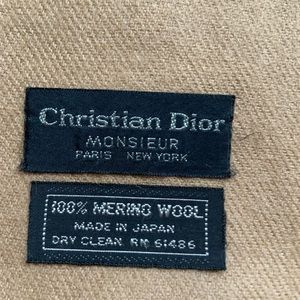 Christian Dior
MONSIEUR
PARIS NEW YORK
100% MERINO WOOL
MADE IN JAPAN
DRY CLEAN RN 61486